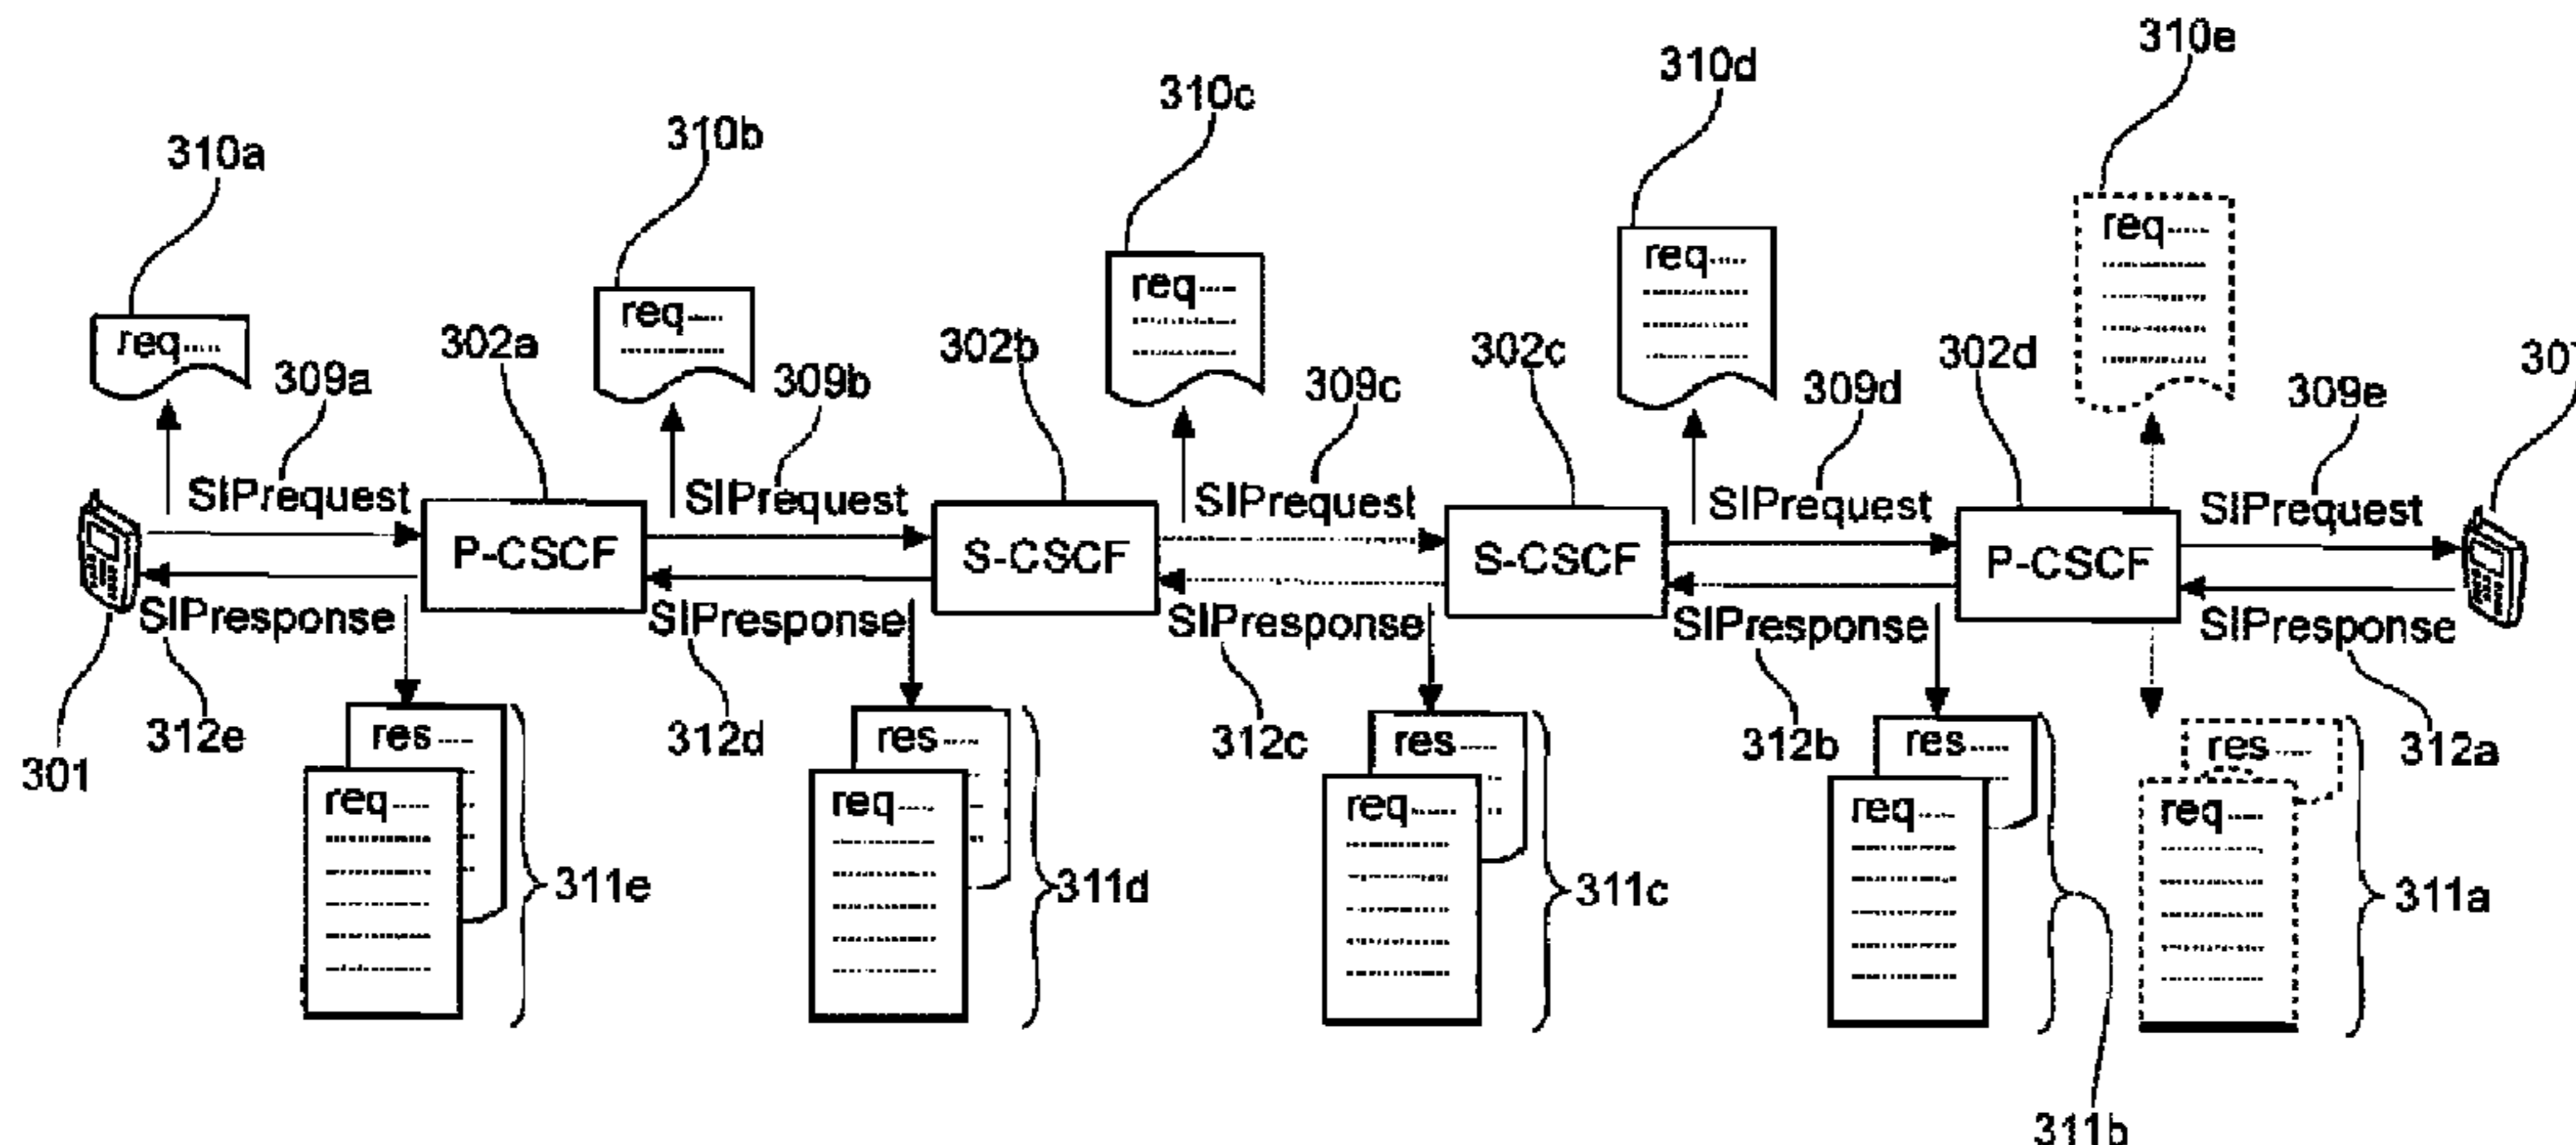 310e
310d
310c
310b
310a
req
req
req
req
req
302a
302b
302c
302d
307
309a
309b
309c
309d
309e
SIPrequest
SIPrequest
SIPrequest
SIPrequest
SIPrequest
P-CSCF
S-CSCF
S-CSCF
P-CSCF
SIPresponse
SIPresponse
SIPresponse
SIPresponse
SIPresponse
301
312e
312d
312c
312b
312a
res
res
res
res
res
req
req
req
req
req
311e
311d
311c
311a
311b